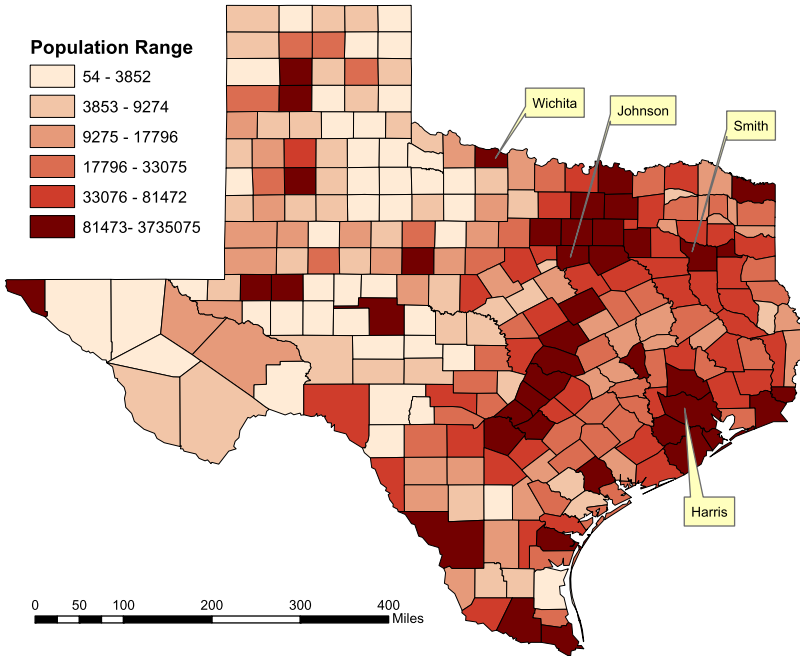 Population Range
54 - 3852
3853 - 9274
9275 - 17796
17796 - 33075
33076 - 81472
81473- 3735075
Wichita
Johnson
Smith
Harris
0 50 100 200 300 400
Miles